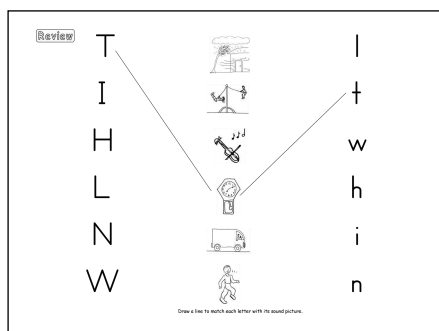 Review
T l
I t
H w
L h
N i
W n
Draw a line to match each letter with its sound picture.